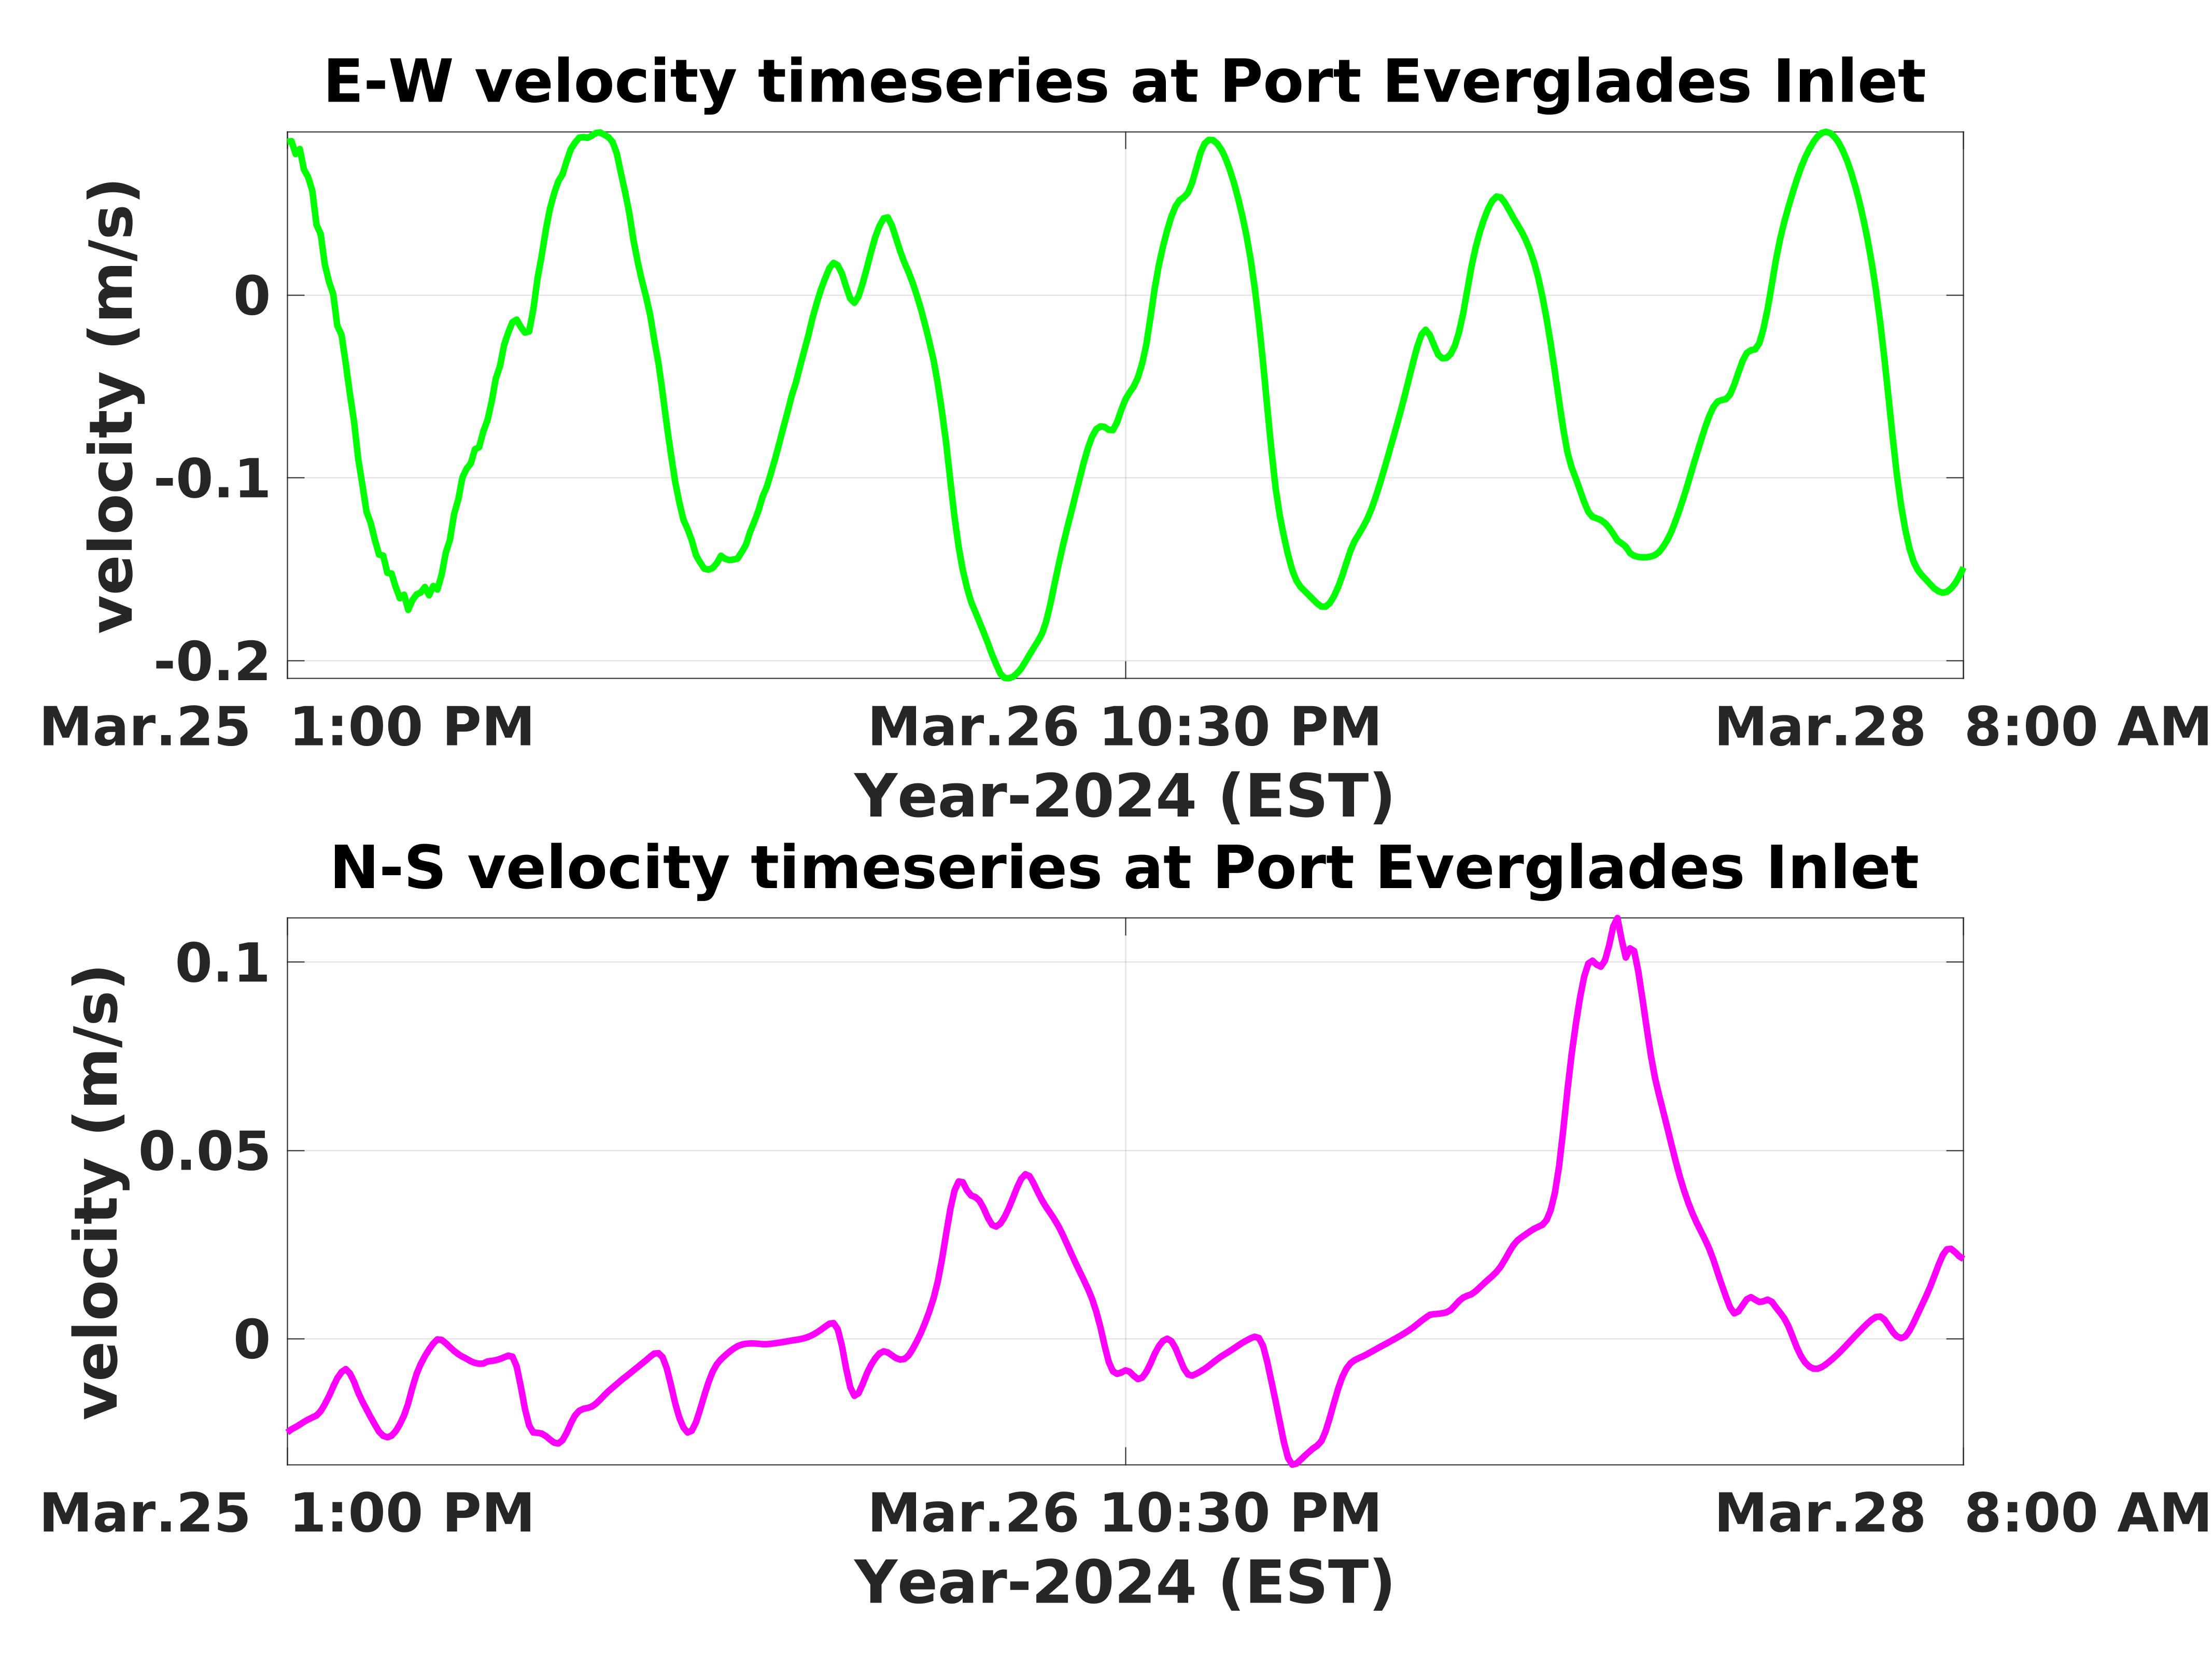 E-W velocity timeseries at Port Everglades Inlet
velocity (m/s)
0
-0.1
-0.2
Mar.25 1:00 PM
Mar.26 10:30 PM
Mar.28 8:00 AM
Year-2024 (EST)
N-S velocity timeseries at Port Everglades Inlet
velocity (m/s)
0.1
0.05
0
Mar.25 1:00 PM
Mar.26 10:30 PM
Mar.28 8:00 AM
Year-2024 (EST)